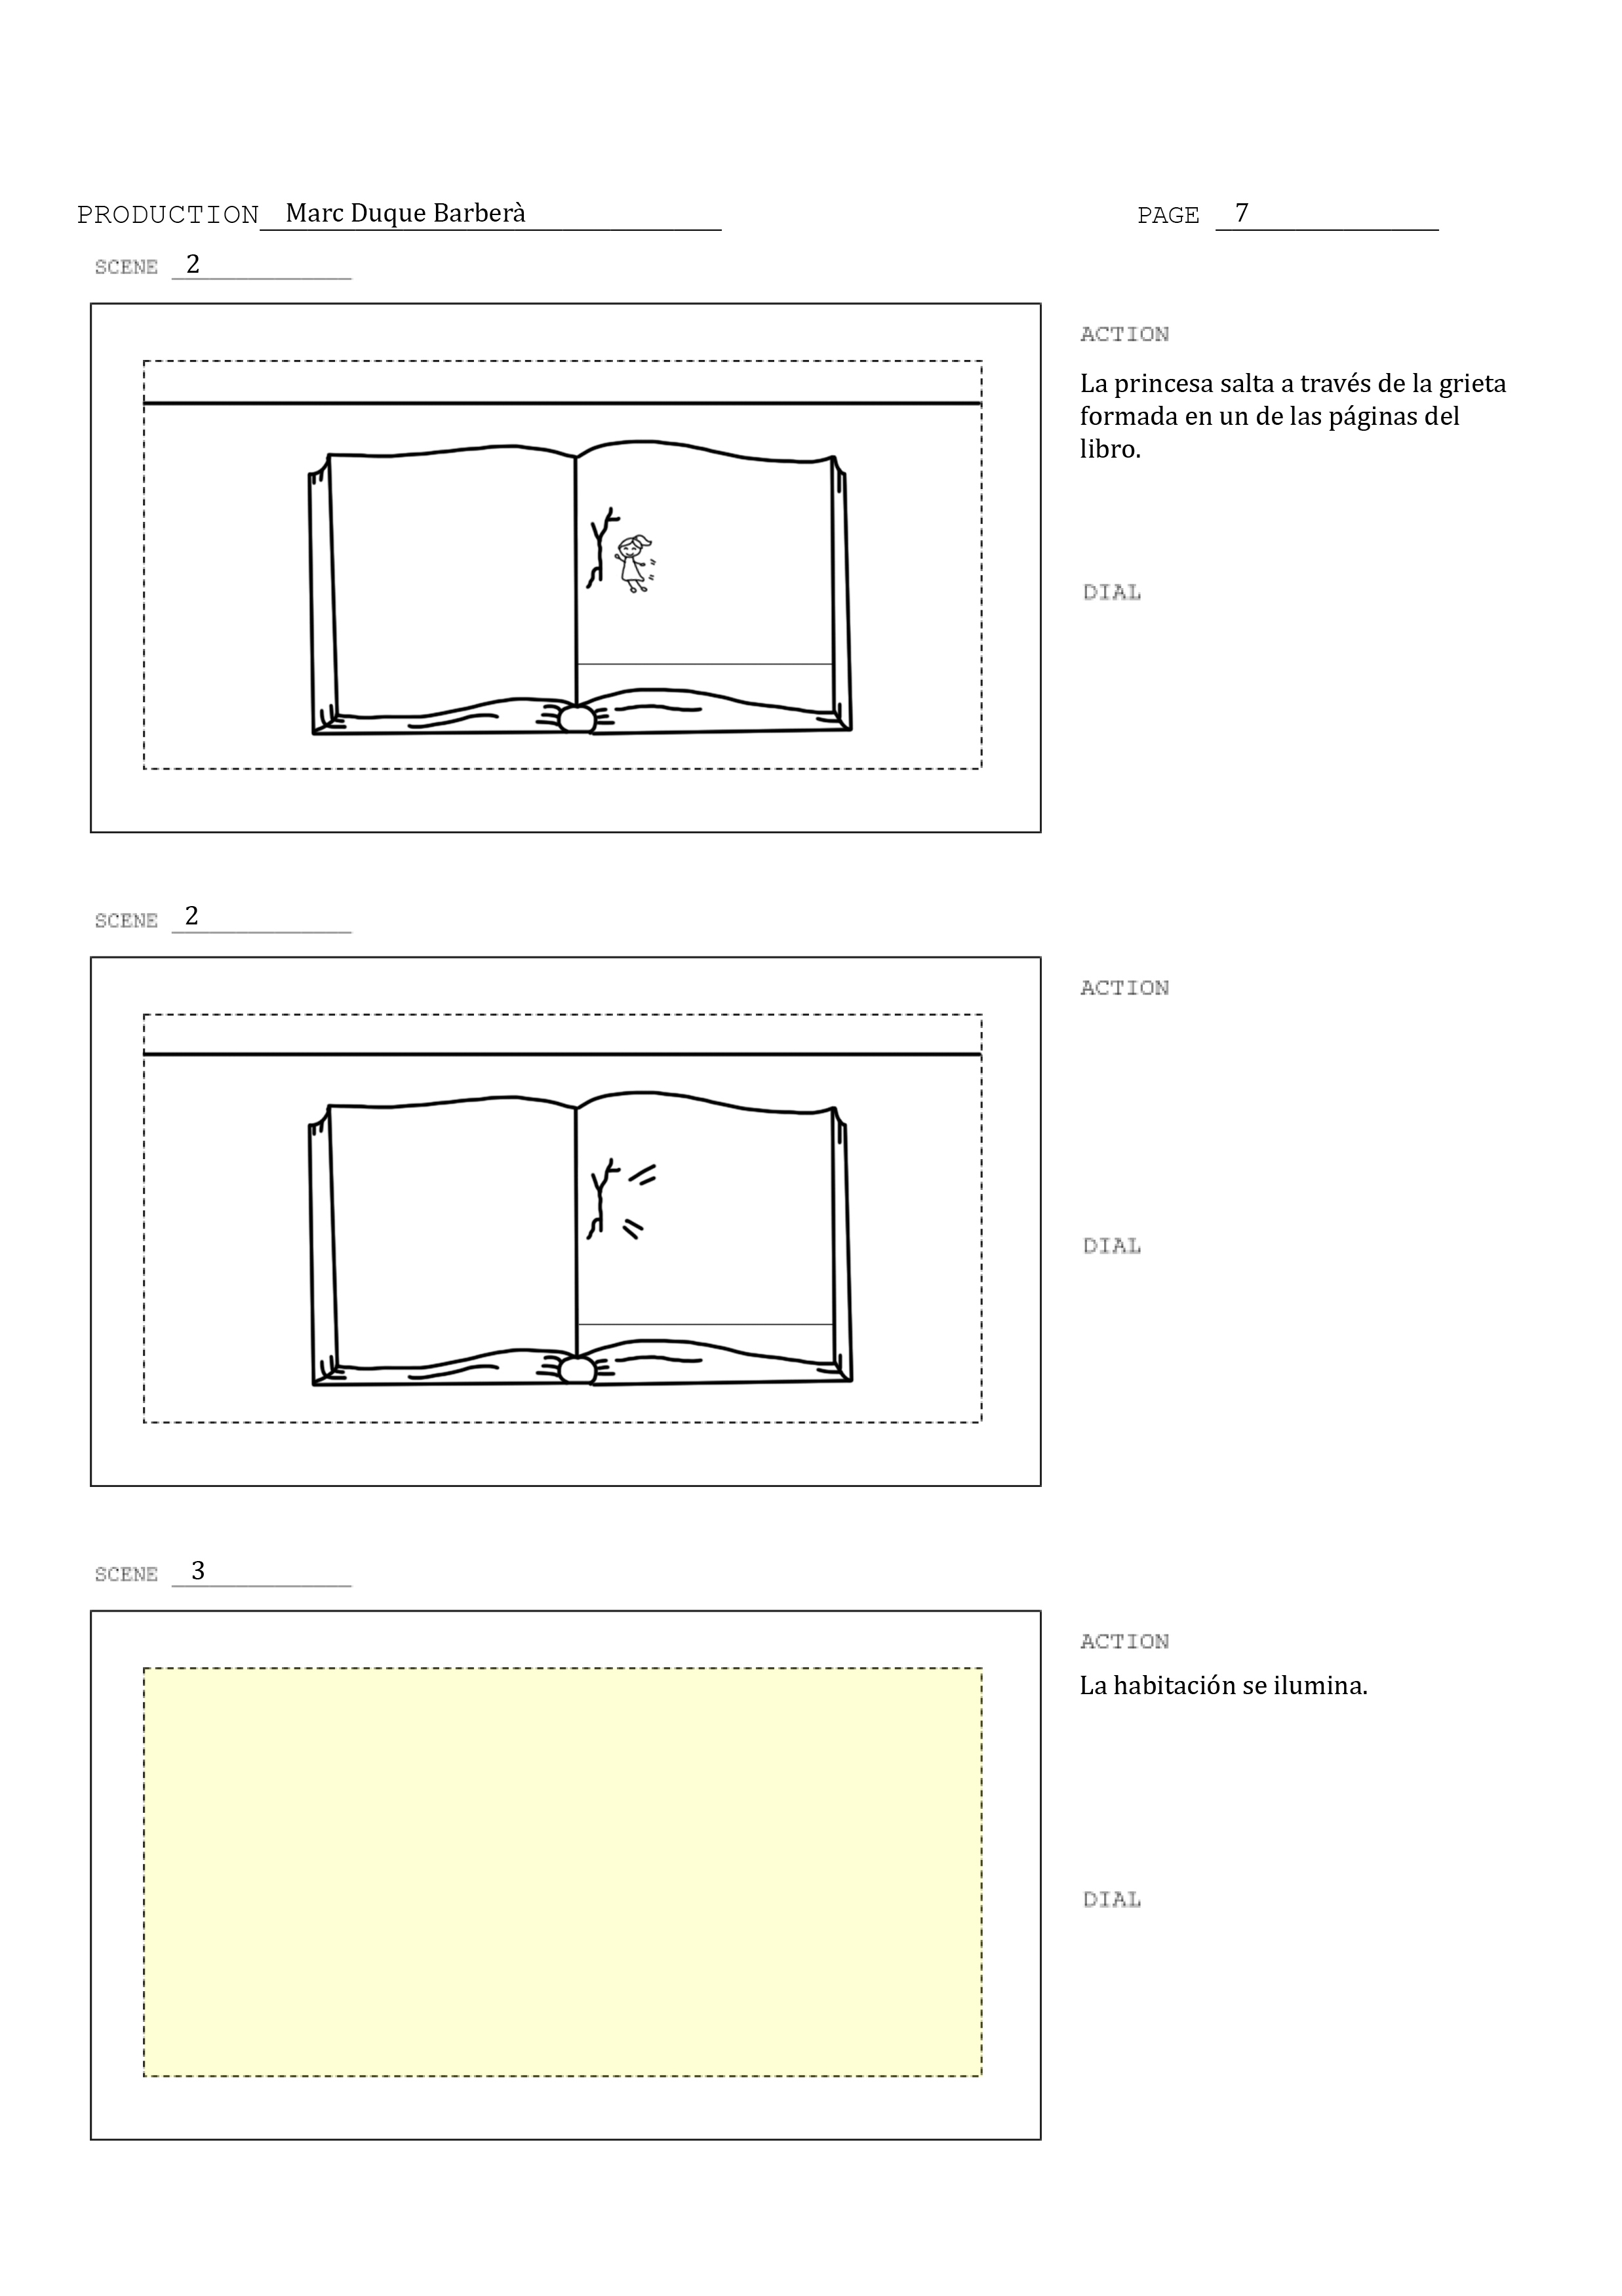 PRODUCTION Marc Duque Barberà PAGE 7
SCENE 2
ACTION
La princesa salta a través de la grieta
formada en un de las páginas del
libro.
DIAL
SCENE 2
ACTION
DIAL
SCENE 3
ACTION
La habitación se ilumina.
DIAL